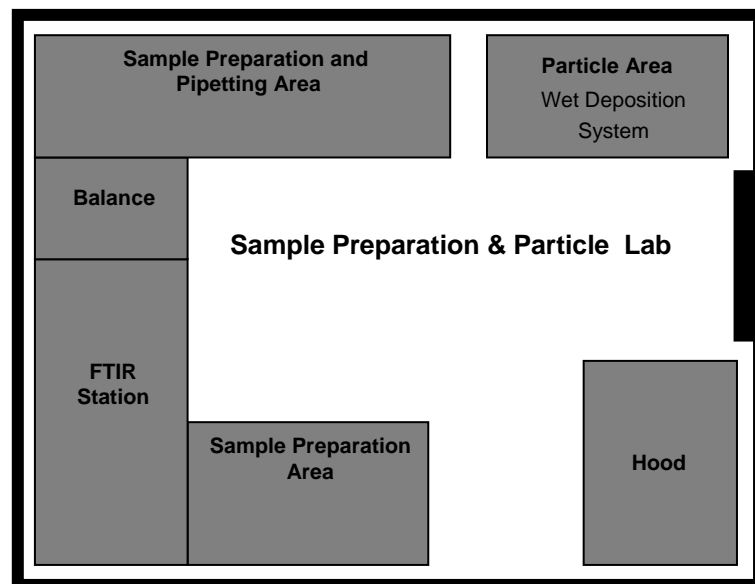 Sample Preparation and
Pipetting Area
Particle Area
Wet Deposition
System
Balance
Sample Preparation & Particle Lab
FTIR
Station
Sample Preparation
Area
Hood